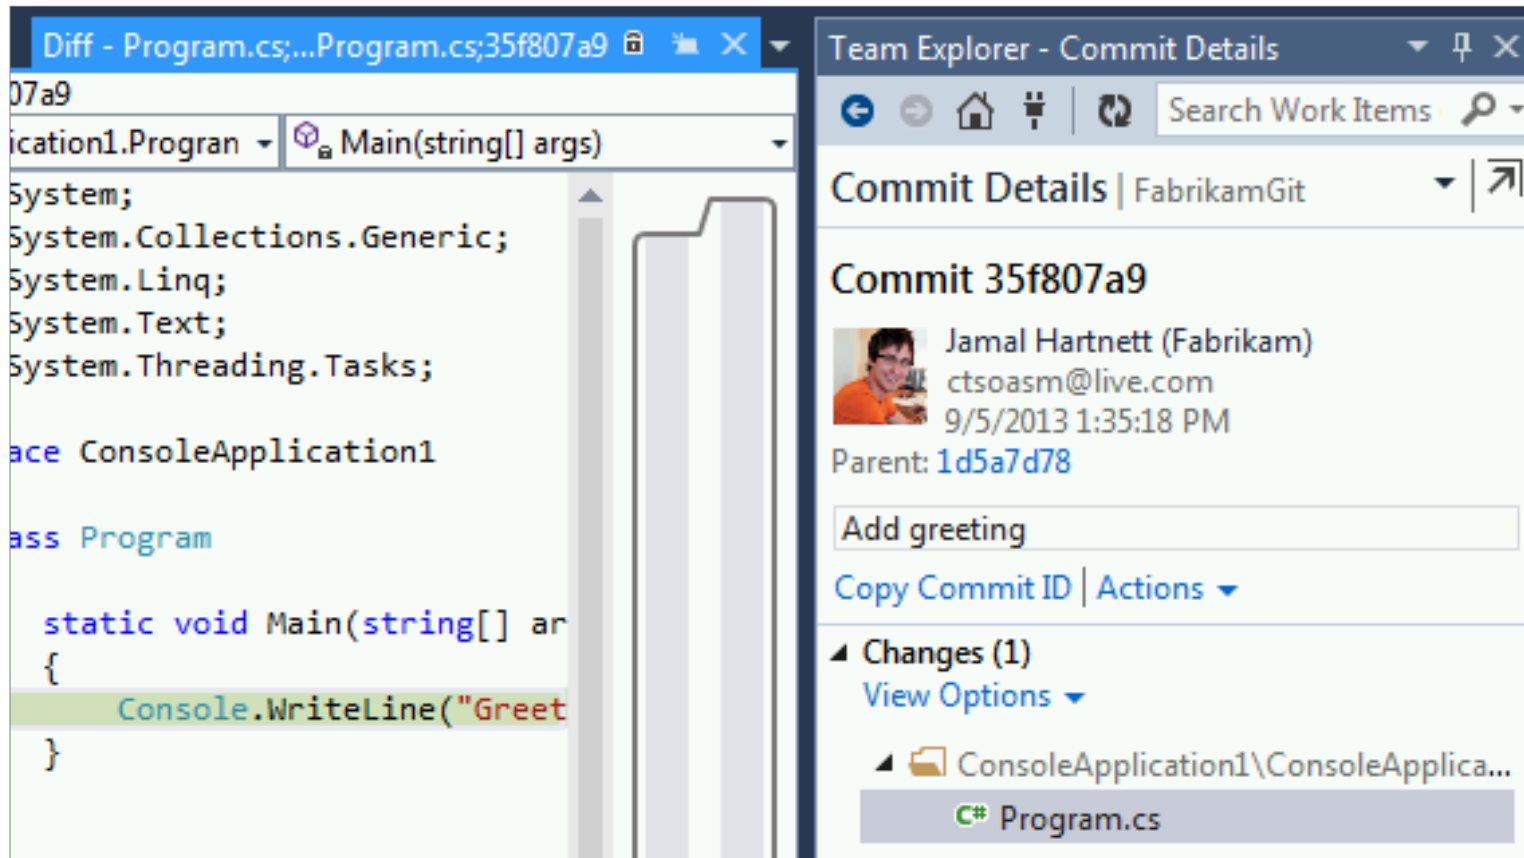 Diff - Program.cs;...Program.cs;35f807a9
07a9
ication1.Progran
Main(string[] args)
System;
System.Collections.Generic;
System.Linq;
System.Text;
System.Threading.Tasks;
ace ConsoleApplication1
ass Program
static void Main(string[] ar
{
Console.WriteLine("Greet
}
Team Explorer - Commit Details
Search Work Items
Commit Details | FabrikamGit
Commit 35f807a9
Jamal Hartnett (Fabrikam)
ctsoasm@live.com
9/5/2013 1:35:18 PM
Parent: 1d5a7d78
Add greeting
Copy Commit ID | Actions
Changes (1)
View Options
ConsoleApplication1\ConsoleApplica...
C# Program.cs